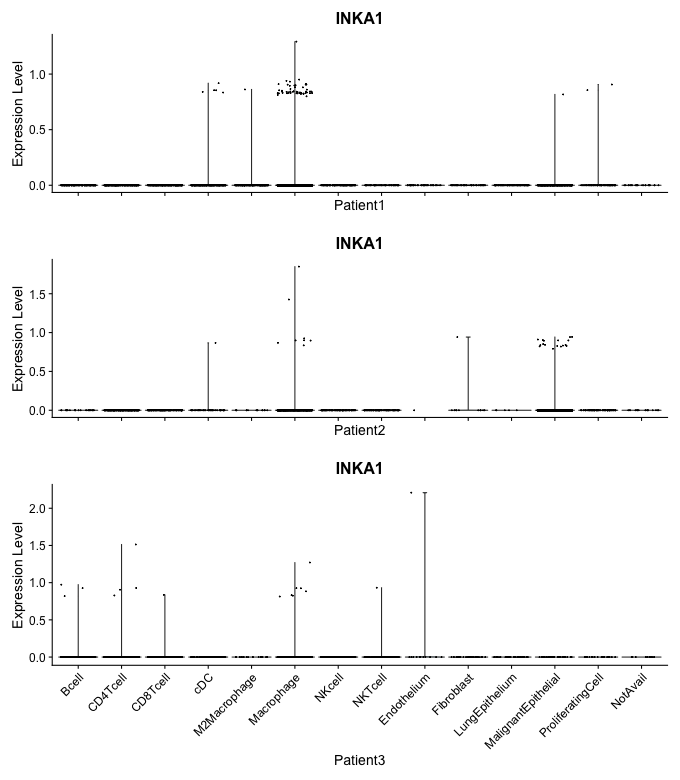 INKA1
Expression Level
1.0
0.5
0.0
Patient1
INKA1
Expression Level
1.5
1.0
0.5
0.0
Patient2
INKA1
Expression Level
2.0
1.5
1.0
0.5
0.0
Bcell
CD4Tcell
CD8Tcell
cDC
M2Macrophage
Macrophage
NKcell
NKTcell
Endothelium
Fibroblast
LungEpithelium
MalignantEpithelial
ProliferatingCell
NotAvail
Patient3